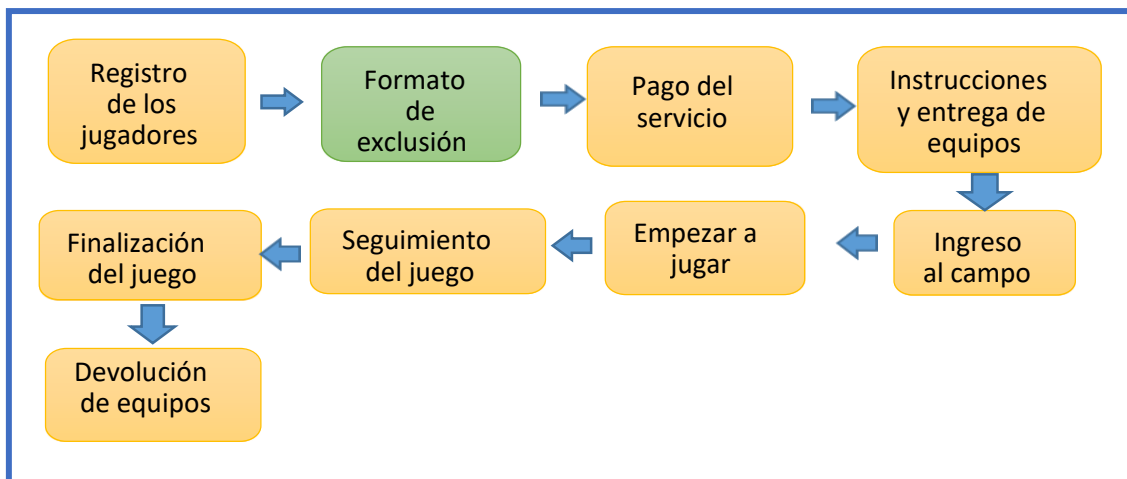 Registro
de los
jugadores
Formato
de
exclusión
Pago del
servicio
Instrucciones
y entrega de
equipos
Ingreso
al campo
Empezar a
jugar
Seguimiento
del juego
Finalización
del juego
Devolución
de equipos